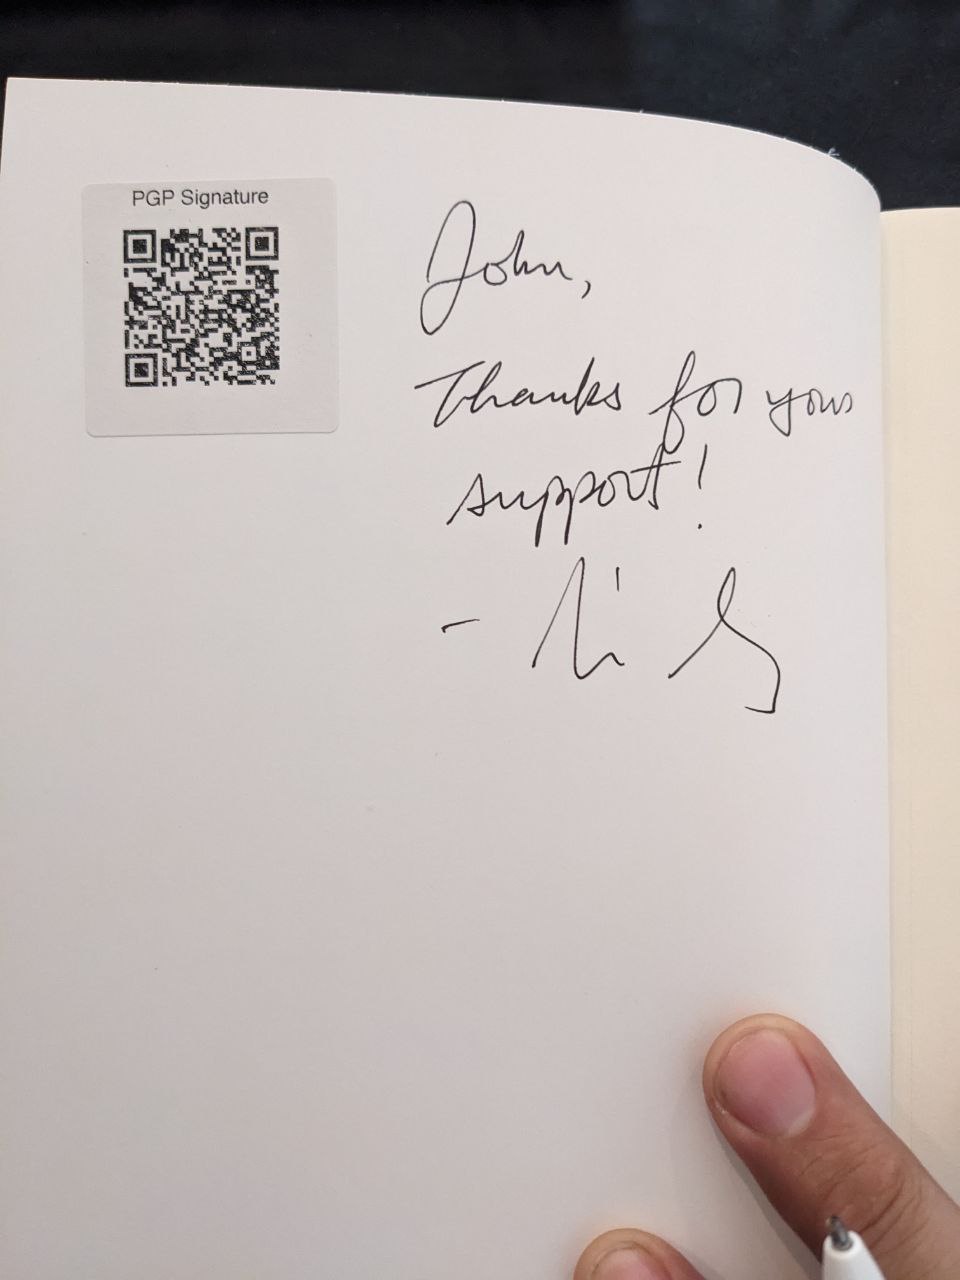 PGP Signature
John,
Thanks for your
support!